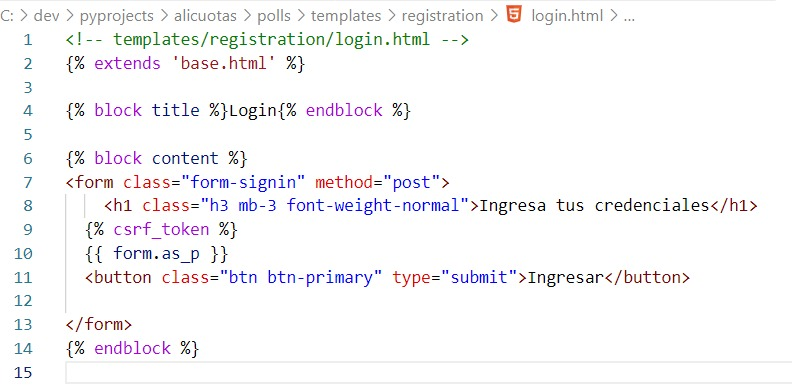 C: > dev > pyprojects > alicuotas > polls > templates > registration > login.html > ...
1 <!-- templates/registration/login.html -->
2 {% extends 'base.html' %}
3
4 {% block title %}Login{% endblock %}
5
6 {% block content %}
7 <form class="form-signin" method="post">
8 <h1 class="h3 mb-3 font-weight-normal">Ingresa tus credenciales</h1>
9 {% csrf_token %}
10 {{ form.as_p }}
11 <button class="btn btn-primary" type="submit">Ingresar</button>
12
13 </form>
14 {% endblock %}
15